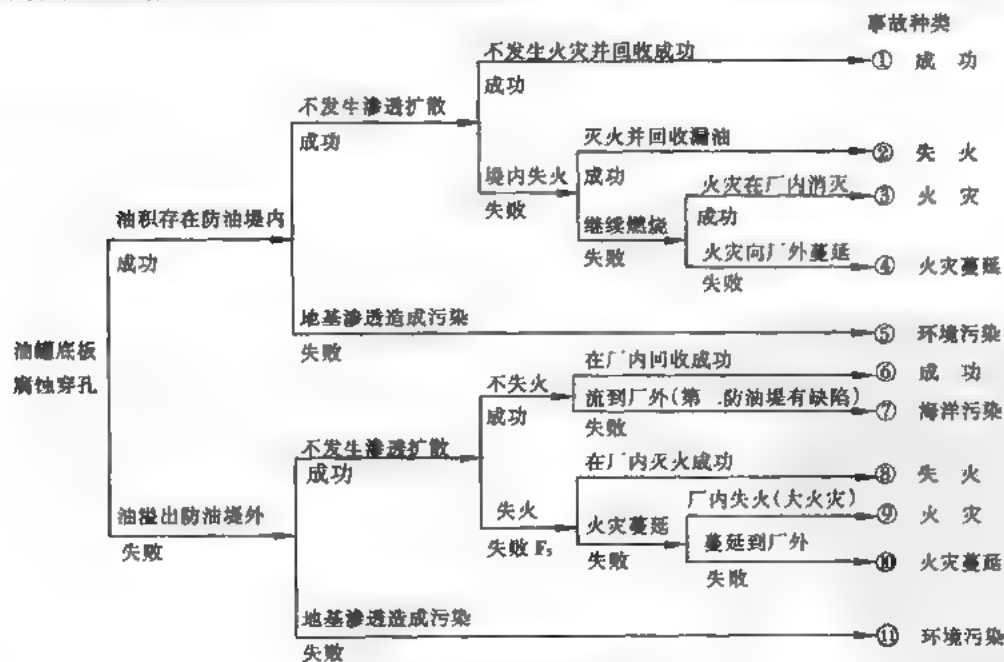 事故种类
不发生火灾并回收成功
① 成 功
成功
不发生渗透扩散
成功
灭火并回收漏油
② 失 火
堤内失火
成功
失败
火灾在厂内消灭
③ 火 灾
成功
油积存在防油堤内
继续燃烧
成功
失败
火灾向厂外蔓延
④ 火灾蔓延
失败
地基渗透造成污染
⑤ 环境污染
失败
油罐底板
腐蚀穿孔
在厂内回收成功
⑥ 成 功
不失火
成功
流到厂外(第 .防油堤有缺陷)
⑦ 海洋污染
失败
不发生渗透扩散
成功
在厂内灭火成功
⑧ 失 火
油溢出防油堤外
失败
失火
失败 F₅
火灾蔓延
失败
厂内失火(大火灾)
⑨ 火 灾
蔓延到厂外
⑩ 火灾蔓延
失败
地基渗透造成污染
⑪ 环境污染
失败